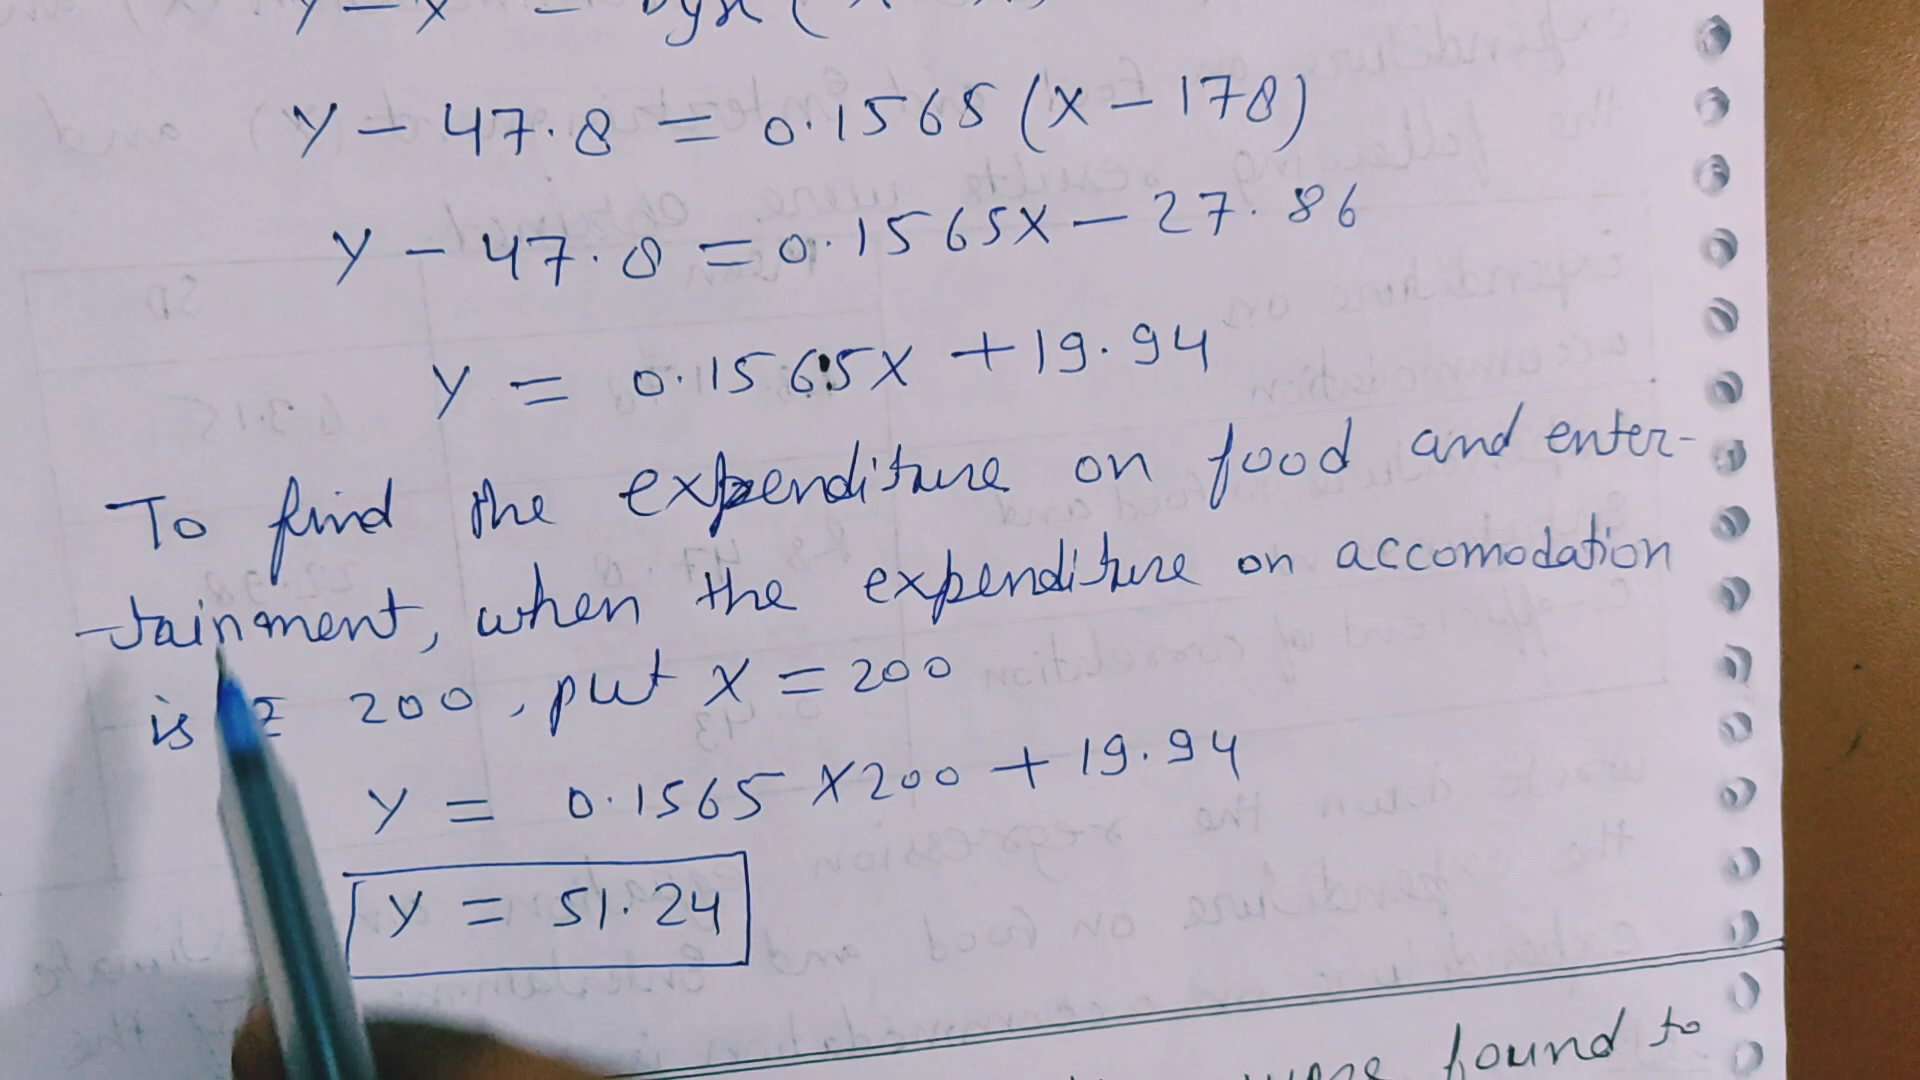 y - 47.8 = 0.1565 (x - 178)
y - 47.8 = 0.1565x - 27.86
y = 0.1565x + 19.94
To find the expenditure on food and enter-
-tainment, when the expenditure on accomodation
is 200, put x = 200
y = 0.1565 x 200 + 19.94
y = 51.24
were found to